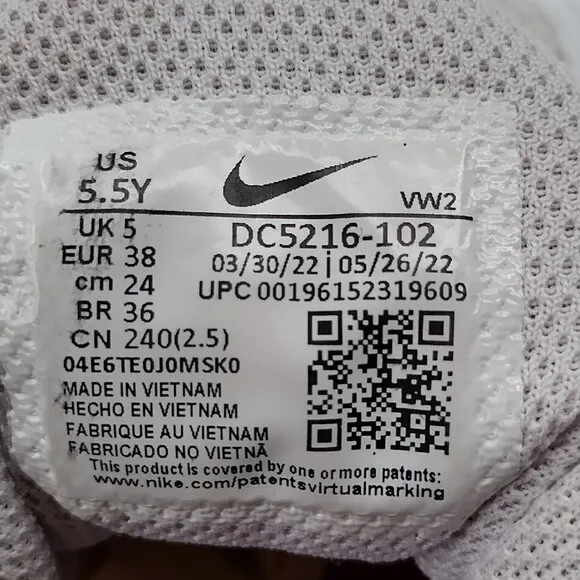 US
5.5Y
VW2
UK 5
DC5216-102
EUR 38
03/30/22 | 05/26/22
cm 24
UPC 00196152319609
BR 36
CN 240(2.5)
04E6TE0J0MSK0
MADE IN VIETNAM
HECHO EN VIETNAM
FABRIQUE AU VIETNAM
FABRICADO NO VIETNÃ
This product is covered by one or more patents:
www.nike.com/patentsvirtualmarking